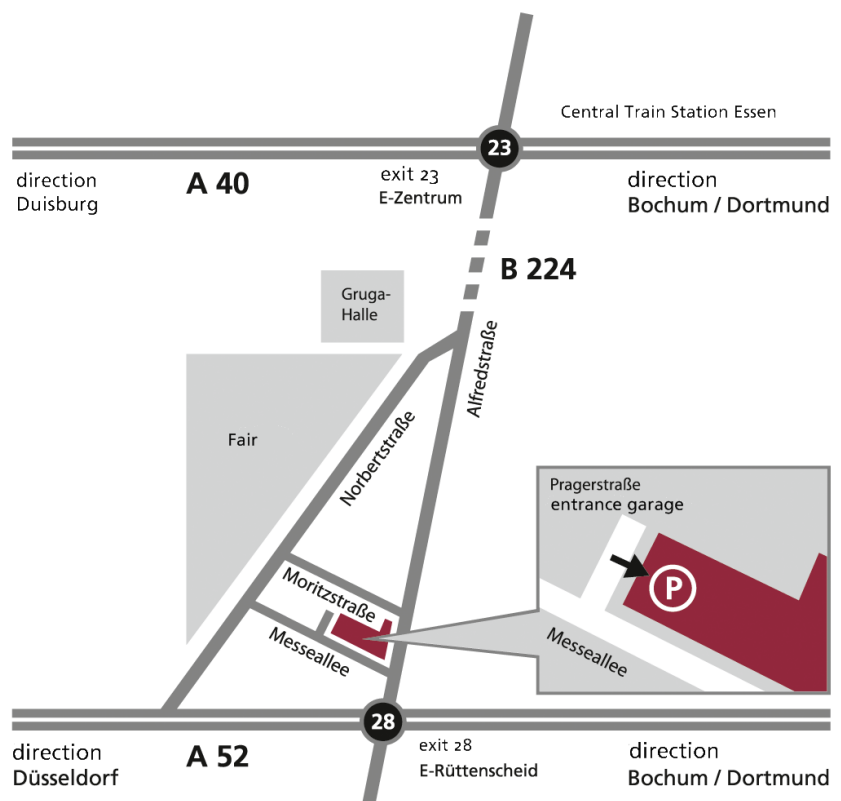 Central Train Station Essen
23
direction
Duisburg
A 40
exit 23
E-Zentrum
direction
Bochum / Dortmund
B 224
Gruga-
Halle
Alfredstraße
Fair
Norbertstraße
Pragerstraße
entrance garage
P
Messeallee
Moritzstraße
Messeallee
28
direction
Düsseldorf
A 52
exit 28
E-Rüttenscheid
direction
Bochum / Dortmund